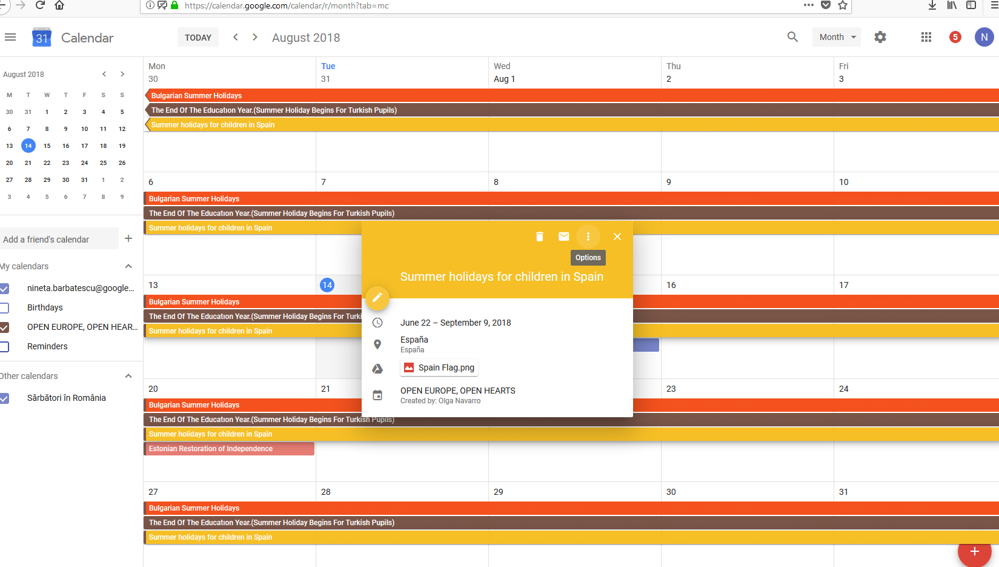 https://calendar.google.com/calendar/r/month?tab=mc
31 Calendar TODAY August 2018 Month 5 N
August 2018
M T W T F S S
30 31 1 2 3 4 5
6 7 8 9 10 11 12
13 14 15 16 17 18 19
20 21 22 23 24 25 26
27 28 29 30 31 1 2
3 4 5 6 7 8 9
Add a friend's calendar
My calendars
nineta.barbatescu@google...
Birthdays
OPEN EUROPE, OPEN HEAR...
Reminders
Other calendars
Sărbători în România
Mon Tue Wed Thu Fri
30 31 Aug 1 2 3
Bulgarian Summer Holidays
The End Of The Educatıon Year.(Summer Holiday Begins For Turkish Pupils)
Summer holidays for children in Spain
6 7 8 9 10
Bulgarian Summer Holidays
The End Of The Educatıon Year.(Summer Holiday Begins For Turkish Pupils)
Summer holidays for children in Spain
13 14 16 17
Bulgarian Summer Holidays
The End Of The Educatıon Year.(Summer Holiday Begins For Turki
Summer holidays for children in Spain
20 21 23 24
Bulgarian Summer Holidays
The End Of The Educatıon Year.(Summer Holiday Begins For Turkish Pupils)
Summer holidays for children in Spain
Estonian Restoration of Independence
27 28 29 30 31
Bulgarian Summer Holidays
The End Of The Educatıon Year.(Summer Holiday Begins For Turkish Pupils)
Summer holidays for children in Spain
Options
Summer holidays for children in Spain
June 22 – September 9, 2018
España
España
Spain Flag.png
OPEN EUROPE, OPEN HEARTS
Created by: Olga Navarro